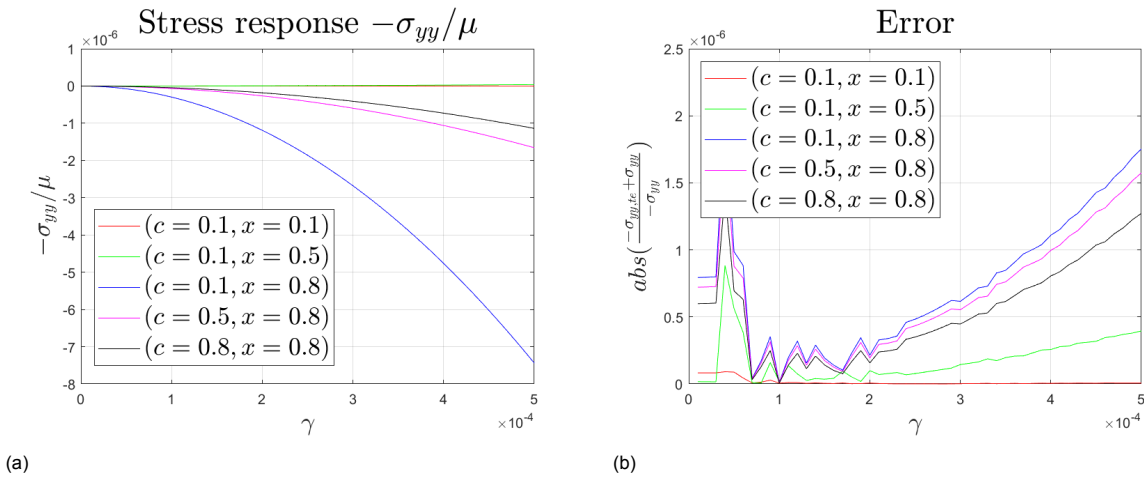 Stress response $-\sigma_{yy}/\mu$
×10⁻⁶
1
0
-1
-2
-3
-4
-5
-6
-7
-8
$-\sigma_{yy}/\mu$
(c = 0.1, x = 0.1)
(c = 0.1, x = 0.5)
(c = 0.1, x = 0.8)
(c = 0.5, x = 0.8)
(c = 0.8, x = 0.8)
0 1 2 3 4 5
×10⁻⁴
γ
(a)
Error
×10⁻⁶
2.5
2
1.5
1
0.5
0
$abs(\frac{-\sigma_{yy,te}+\sigma_{yy}}{-\sigma_{yy}})$
(c = 0.1, x = 0.1)
(c = 0.1, x = 0.5)
(c = 0.1, x = 0.8)
(c = 0.5, x = 0.8)
(c = 0.8, x = 0.8)
0 1 2 3 4 5
×10⁻⁴
γ
(b)